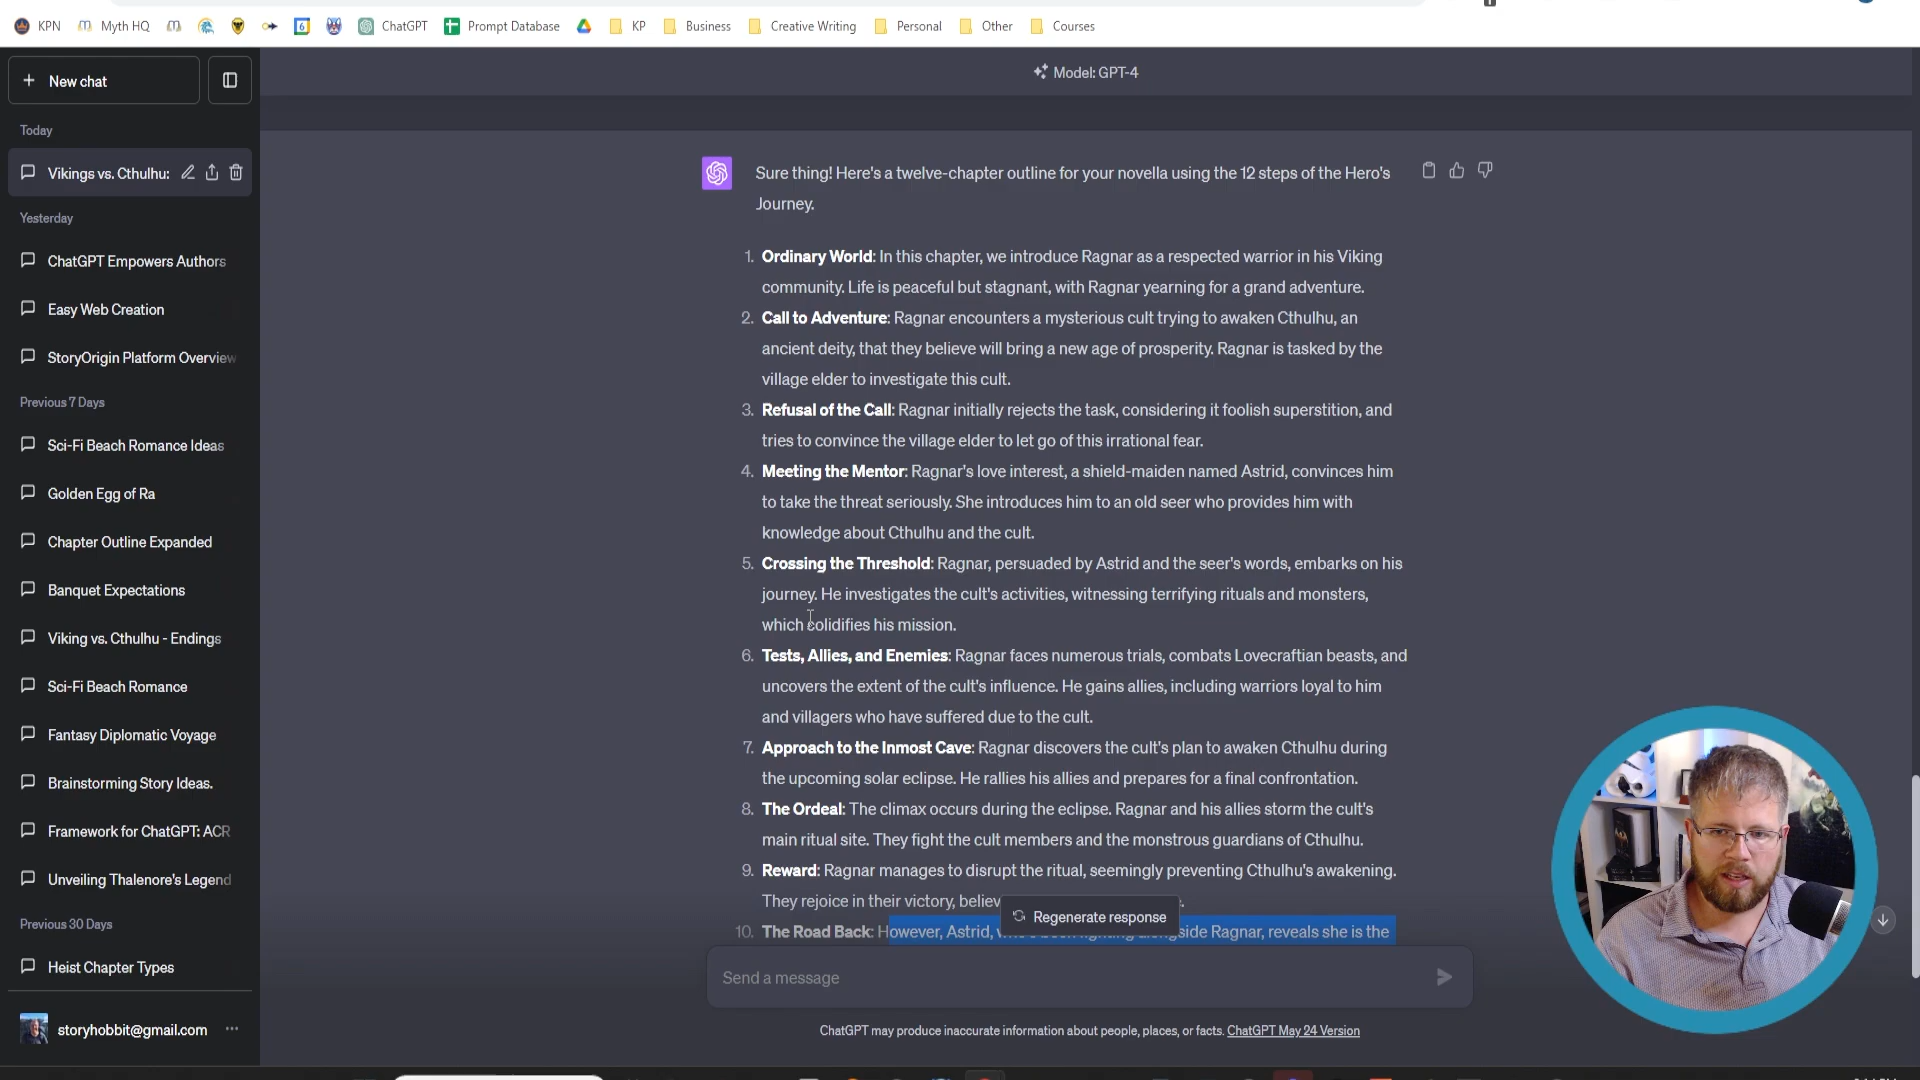 KPN Myth HQ ChatGPT Prompt Database KP Business Creative Writing Personal Other Courses
New chat
Model: GPT-4
Today
Vikings vs. Cthulhu:
Yesterday
ChatGPT Empowers Authors
Easy Web Creation
StoryOrigin Platform Overview
Previous 7 Days
Sci-Fi Beach Romance Ideas
Golden Egg of Ra
Chapter Outline Expanded
Banquet Expectations
Viking vs. Cthulhu - Endings
Sci-Fi Beach Romance
Fantasy Diplomatic Voyage
Brainstorming Story Ideas.
Framework for ChatGPT: ACR
Unveiling Thalenore's Legend
Previous 30 Days
Heist Chapter Types
storyhobbit@gmail.com
Sure thing! Here's a twelve-chapter outline for your novella using the 12 steps of the Hero's
Journey.
1. Ordinary World: In this chapter, we introduce Ragnar as a respected warrior in his Viking
community. Life is peaceful but stagnant, with Ragnar yearning for a grand adventure.
2. Call to Adventure: Ragnar encounters a mysterious cult trying to awaken Cthulhu, an
ancient deity, that they believe will bring a new age of prosperity. Ragnar is tasked by the
village elder to investigate this cult.
3. Refusal of the Call: Ragnar initially rejects the task, considering it foolish superstition, and
tries to convince the village elder to let go of this irrational fear.
4. Meeting the Mentor: Ragnar's love interest, a shield-maiden named Astrid, convinces him
to take the threat seriously. She introduces him to an old seer who provides him with
knowledge about Cthulhu and the cult.
5. Crossing the Threshold: Ragnar, persuaded by Astrid and the seer's words, embarks on his
journey. He investigates the cult's activities, witnessing terrifying rituals and monsters,
which solidifies his mission.
6. Tests, Allies, and Enemies: Ragnar faces numerous trials, combats Lovecraftian beasts, and
uncovers the extent of the cult's influence. He gains allies, including warriors loyal to him
and villagers who have suffered due to the cult.
7. Approach to the Inmost Cave: Ragnar discovers the cult's plan to awaken Cthulhu during
the upcoming solar eclipse. He rallies his allies and prepares for a final confrontation.
8. The Ordeal: The climax occurs during the eclipse. Ragnar and his allies storm the cult's
main ritual site. They fight the cult members and the monstrous guardians of Cthulhu.
9. Reward: Ragnar manages to disrupt the ritual, seemingly preventing Cthulhu's awakening.
They rejoice in their victory,
Regenerate response
10. The Road Back: However, Astrid, Ragnar, reveals she is the
Send a message
ChatGPT may produce inaccurate information about people, places, or facts. ChatGPT May 24 Version